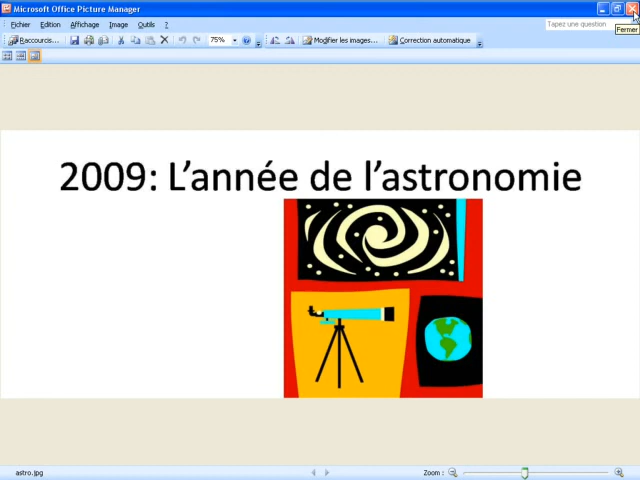 Microsoft Office Picture Manager
Fichier Edition Affichage Image Outils ?
Tapez une question
Fermer
Raccourcis... 75% Modifier les images... Correction automatique
2009: L'année de l'astronomie
astro.jpg
Zoom :